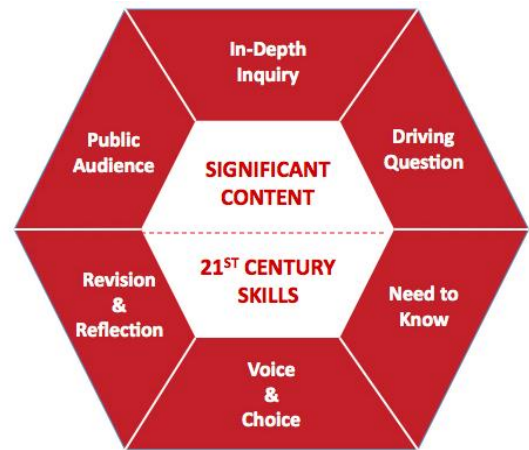 In-Depth
Inquiry
Driving
Question
Need to
Know
Voice
&
Choice
Revision
&
Reflection
Public
Audience
SIGNIFICANT
CONTENT
21ST CENTURY
SKILLS